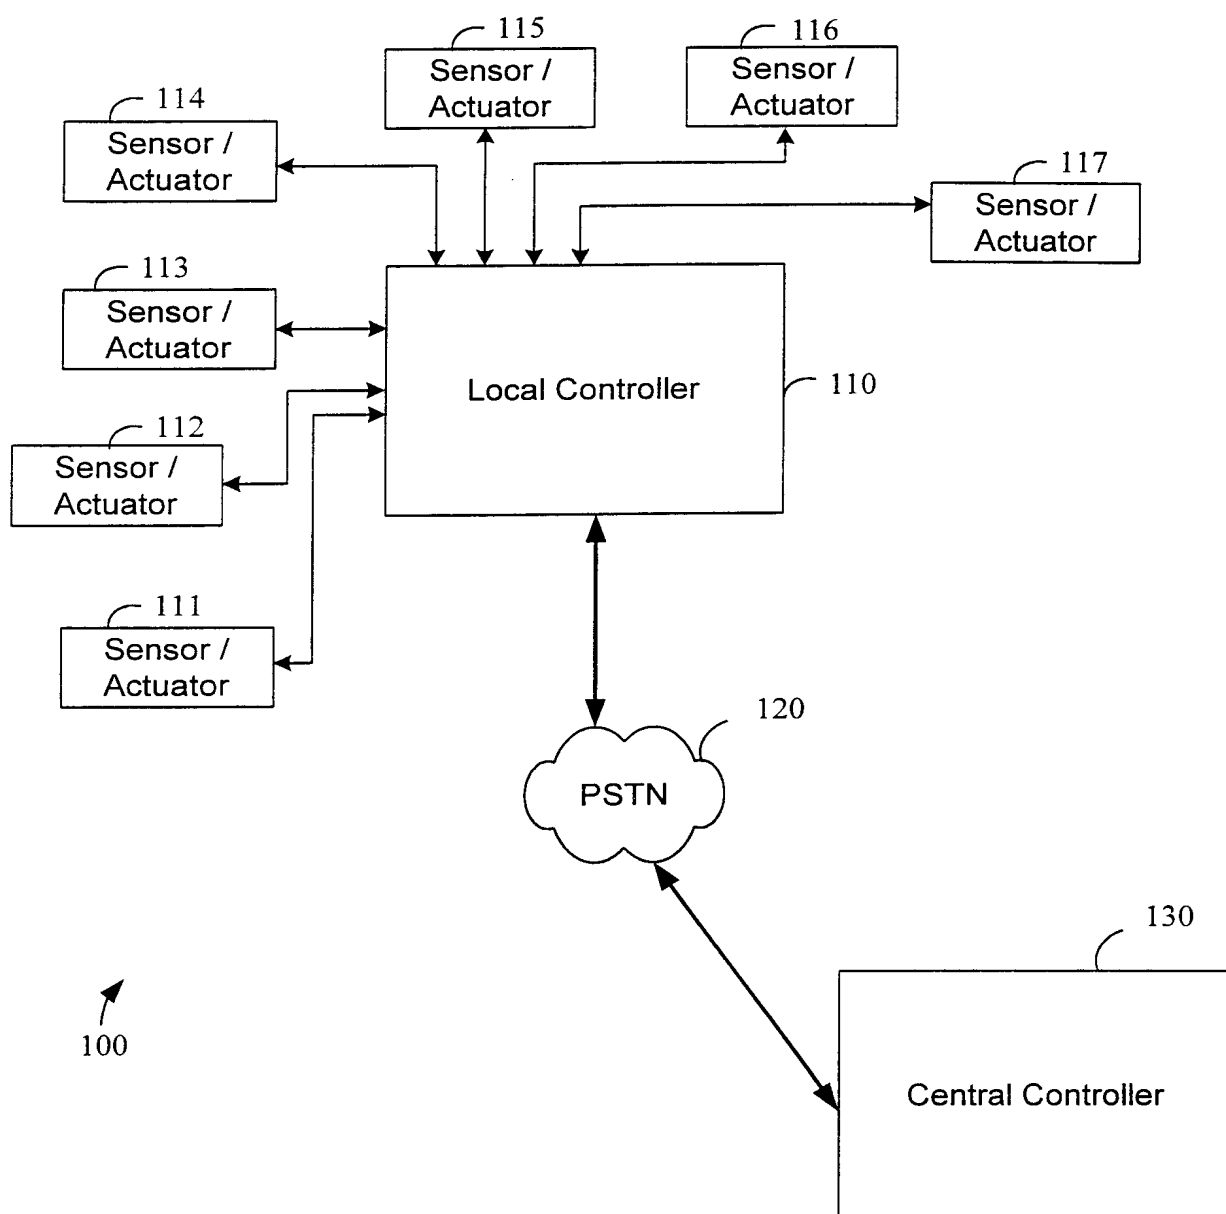 115
Sensor /
Actuator
116
Sensor /
Actuator
114
Sensor /
Actuator
117
Sensor /
Actuator
113
Sensor /
Actuator
Local Controller
110
112
Sensor /
Actuator
111
Sensor /
Actuator
120
PSTN
130
100
Central Controller